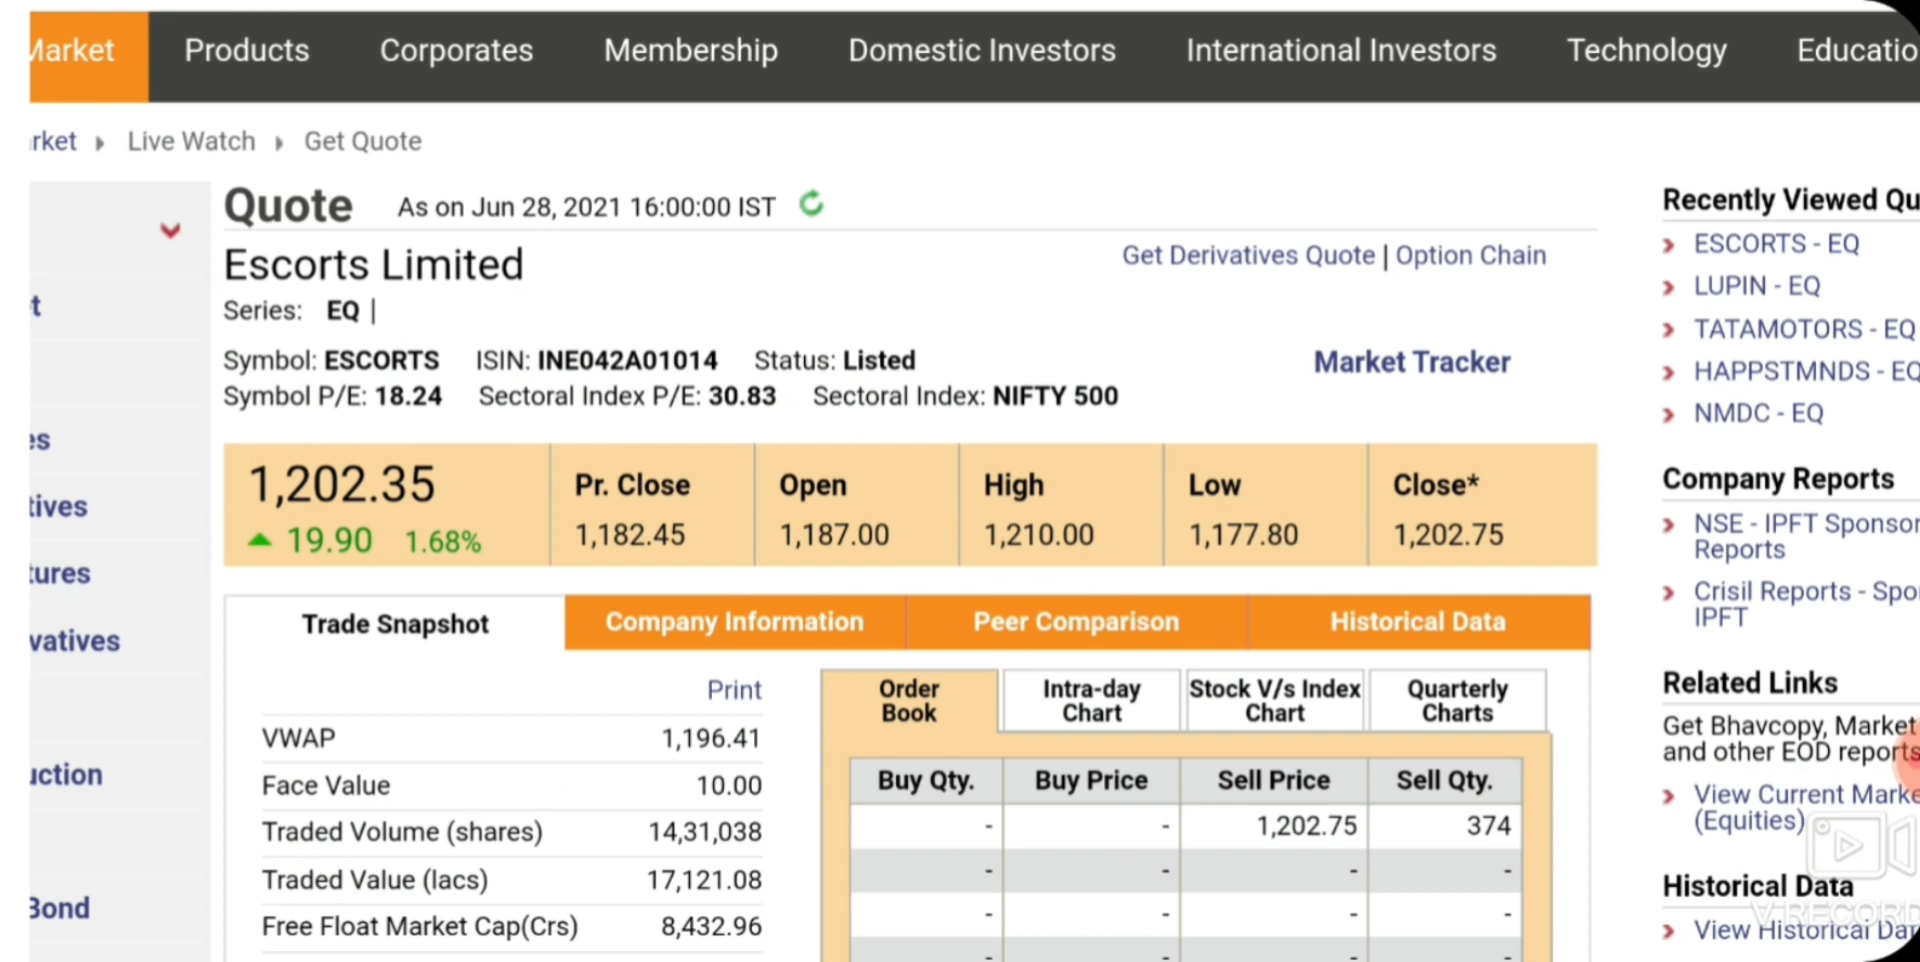 Market Products Corporates Membership Domestic Investors International Investors Technology Educatio
rket Live Watch Get Quote
Quote As on Jun 28, 2021 16:00:00 IST
Escorts Limited
Get Derivatives Quote | Option Chain
Series: EQ |
Symbol: ESCORTS ISIN: INE042A01014 Status: Listed
Market Tracker
Symbol P/E: 18.24 Sectoral Index P/E: 30.83 Sectoral Index: NIFTY 500
1,202.35 Pr. Close Open High Low Close*
19.90 1.68% 1,182.45 1,187.00 1,210.00 1,177.80 1,202.75
Trade Snapshot Company Information Peer Comparison Historical Data
Print
VWAP 1,196.41
Face Value 10.00
Traded Volume (shares) 14,31,038
Traded Value (lacs) 17,121.08
Free Float Market Cap(Crs) 8,432.96
Order Book
Intra-day Chart
Stock V/s Index Chart
Quarterly Charts
Buy Qty. Buy Price Sell Price Sell Qty.
- - 1,202.75 374
- - - -
- - - -
- - - -
t
es
tives
tures
vatives
uction
Bond
Recently Viewed Qu
ESCORTS - EQ
LUPIN - EQ
TATAMOTORS - EQ
HAPPSTMNDS - EQ
NMDC - EQ
Company Reports
NSE - IPFT Sponsor
Reports
Crisil Reports - Spo
IPFT
Related Links
Get Bhavcopy, Market
and other EOD reports
View Current Marke
(Equities)
Historical Data
View Historical Dat
V RECORD